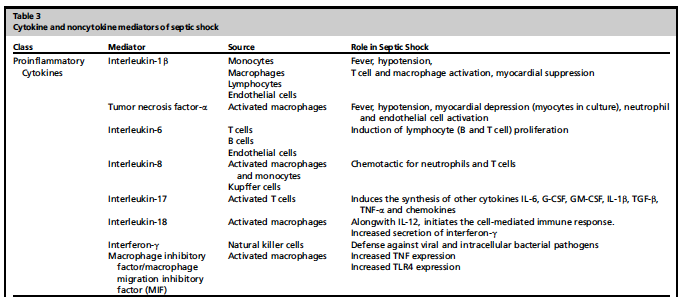 Table 3
Cytokine and noncytokine mediators of septic shock
Class Mediator Source Role in Septic Shock
Proinflammatory Interleukin-1β Monocytes Fever, hypotension,
Cytokines Macrophages T cell and macrophage activation, myocardial suppression
Lymphocytes
Endothelial cells
Tumor necrosis factor-α Activated macrophages Fever, hypotension, myocardial depression (myocytes in culture), neutrophil
and endothelial cell activation
Interleukin-6 T cells Induction of lymphocyte (B and T cell) proliferation
B cells
Endothelial cells
Interleukin-8 Activated macrophages Chemotactic for neutrophils and T cells
and monocytes
Kupffer cells
Interleukin-17 Activated T cells Induces the synthesis of other cytokines IL-6, G-CSF, GM-CSF, IL-1β, TGF-β,
TNF-α and chemokines
Interleukin-18 Activated macrophages Alongwith IL-12, initiates the cell-mediated immune response.
Increased secretion of interferon-γ
Interferon-γ Natural killer cells Defense against viral and intracellular bacterial pathogens
Macrophage inhibitory Activated macrophages Increased TNF expression
factor/macrophage Increased TLR4 expression
migration inhibitory
factor (MIF)